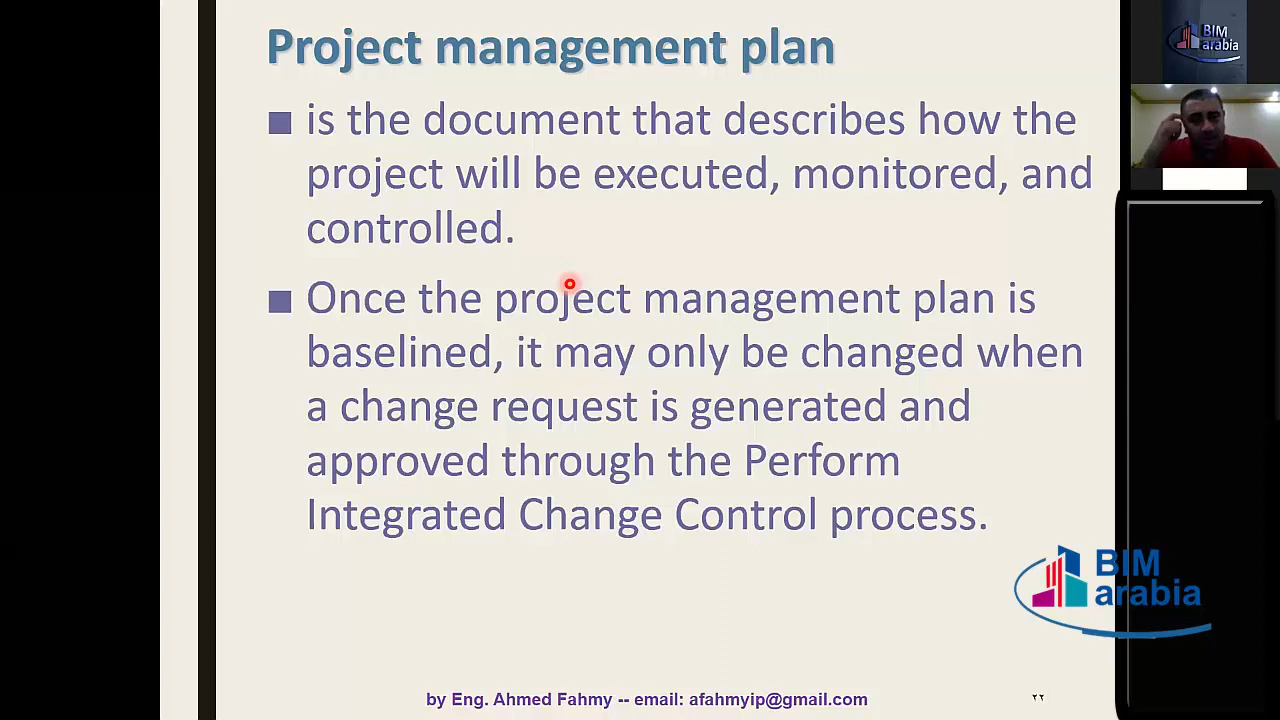 Project management plan
■ is the document that describes how the
project will be executed, monitored, and
controlled.
■ Once the project management plan is
baselined, it may only be changed when
a change request is generated and
approved through the Perform
Integrated Change Control process.
by Eng. Ahmed Fahmy -- email: afahmyip@gmail.com
٢٢
BIM
arabia
BIM
arabia